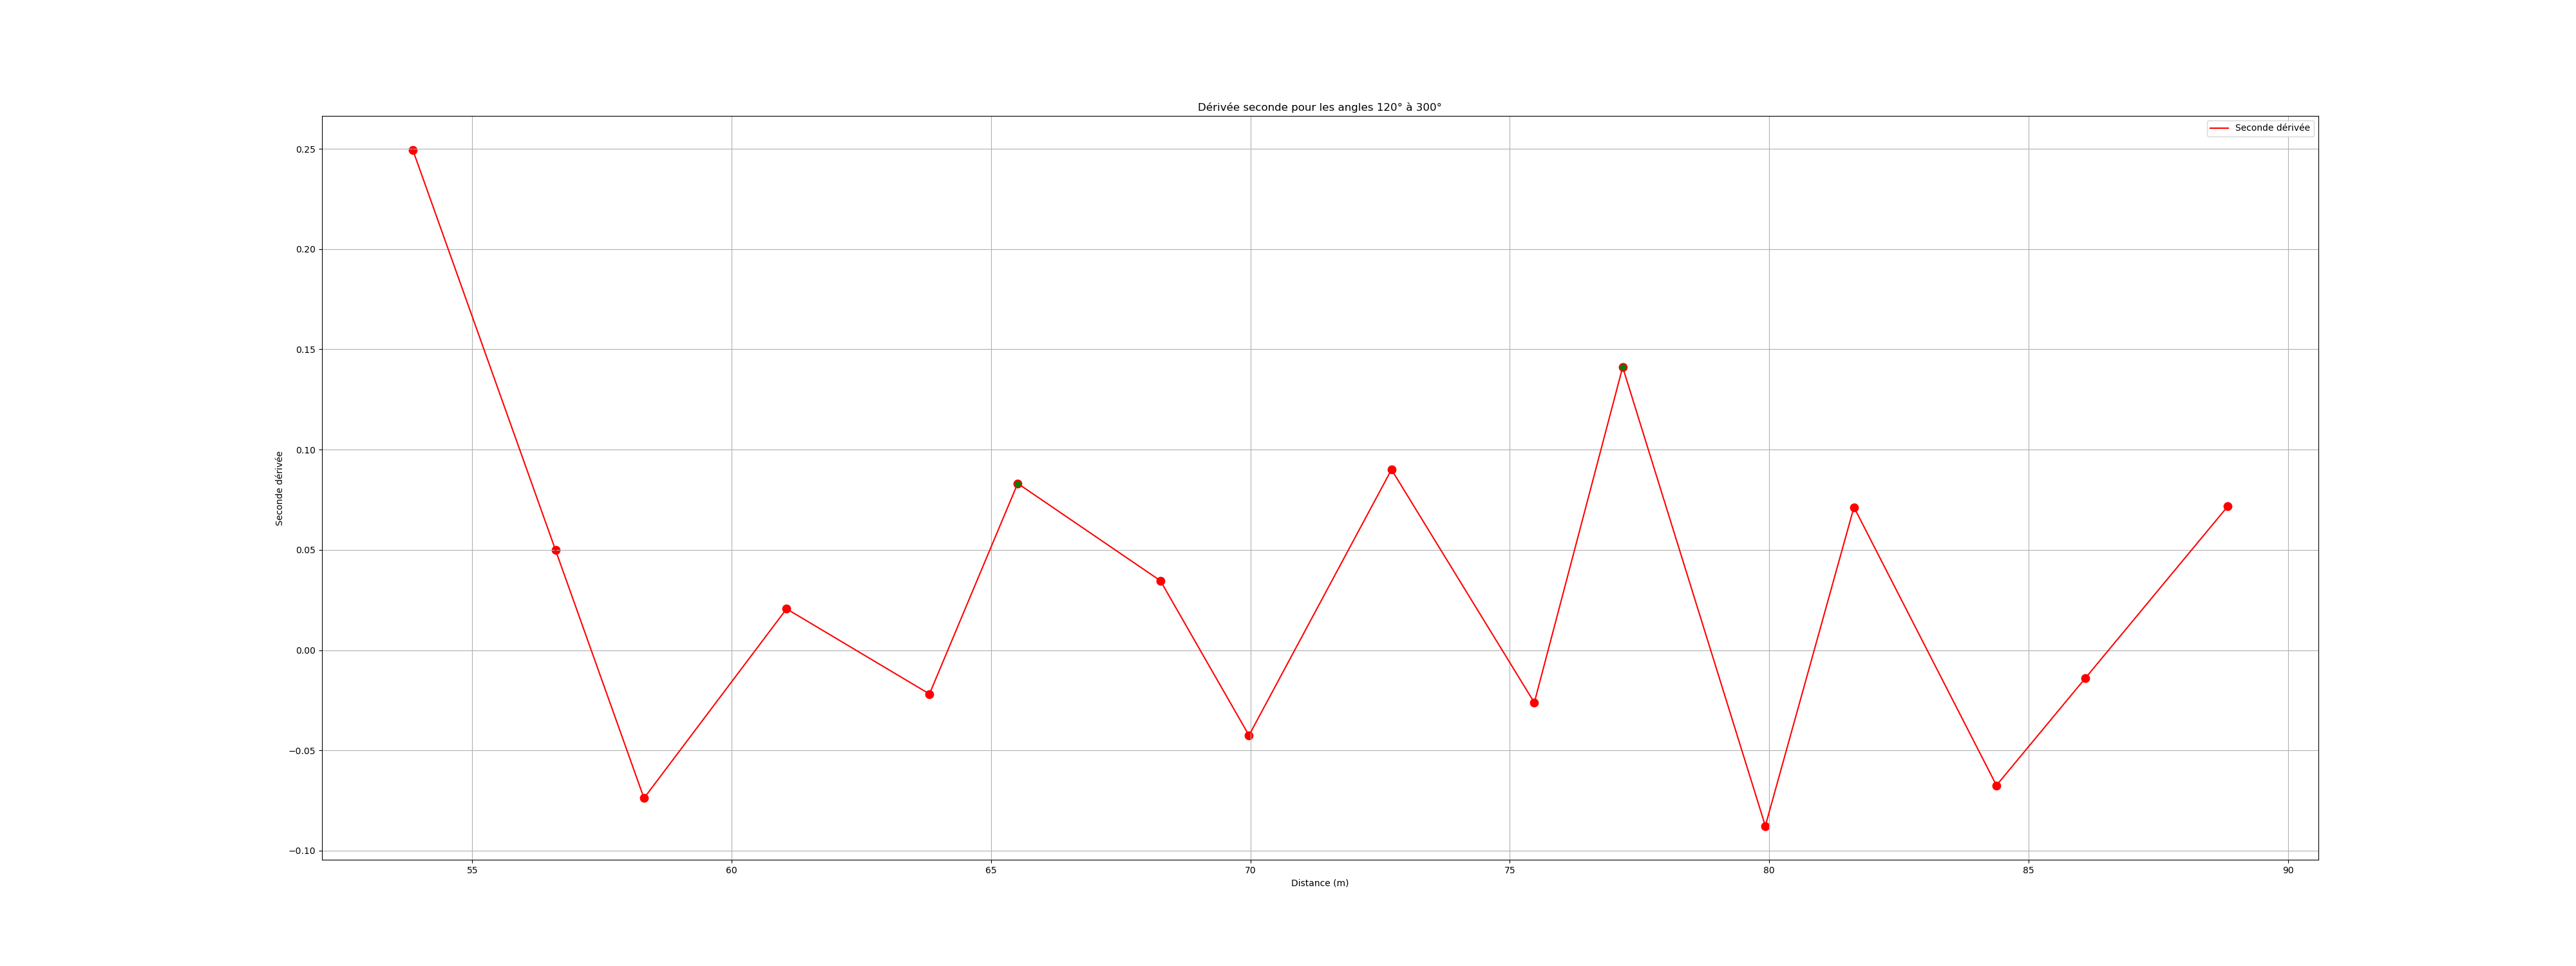 Dérivée seconde pour les angles 120° à 300°
Seconde dérivée
0.25
0.20
0.15
0.10
0.05
0.00
−0.05
−0.10
Seconde dérivée
55 60 65 70 75 80 85 90
Distance (m)